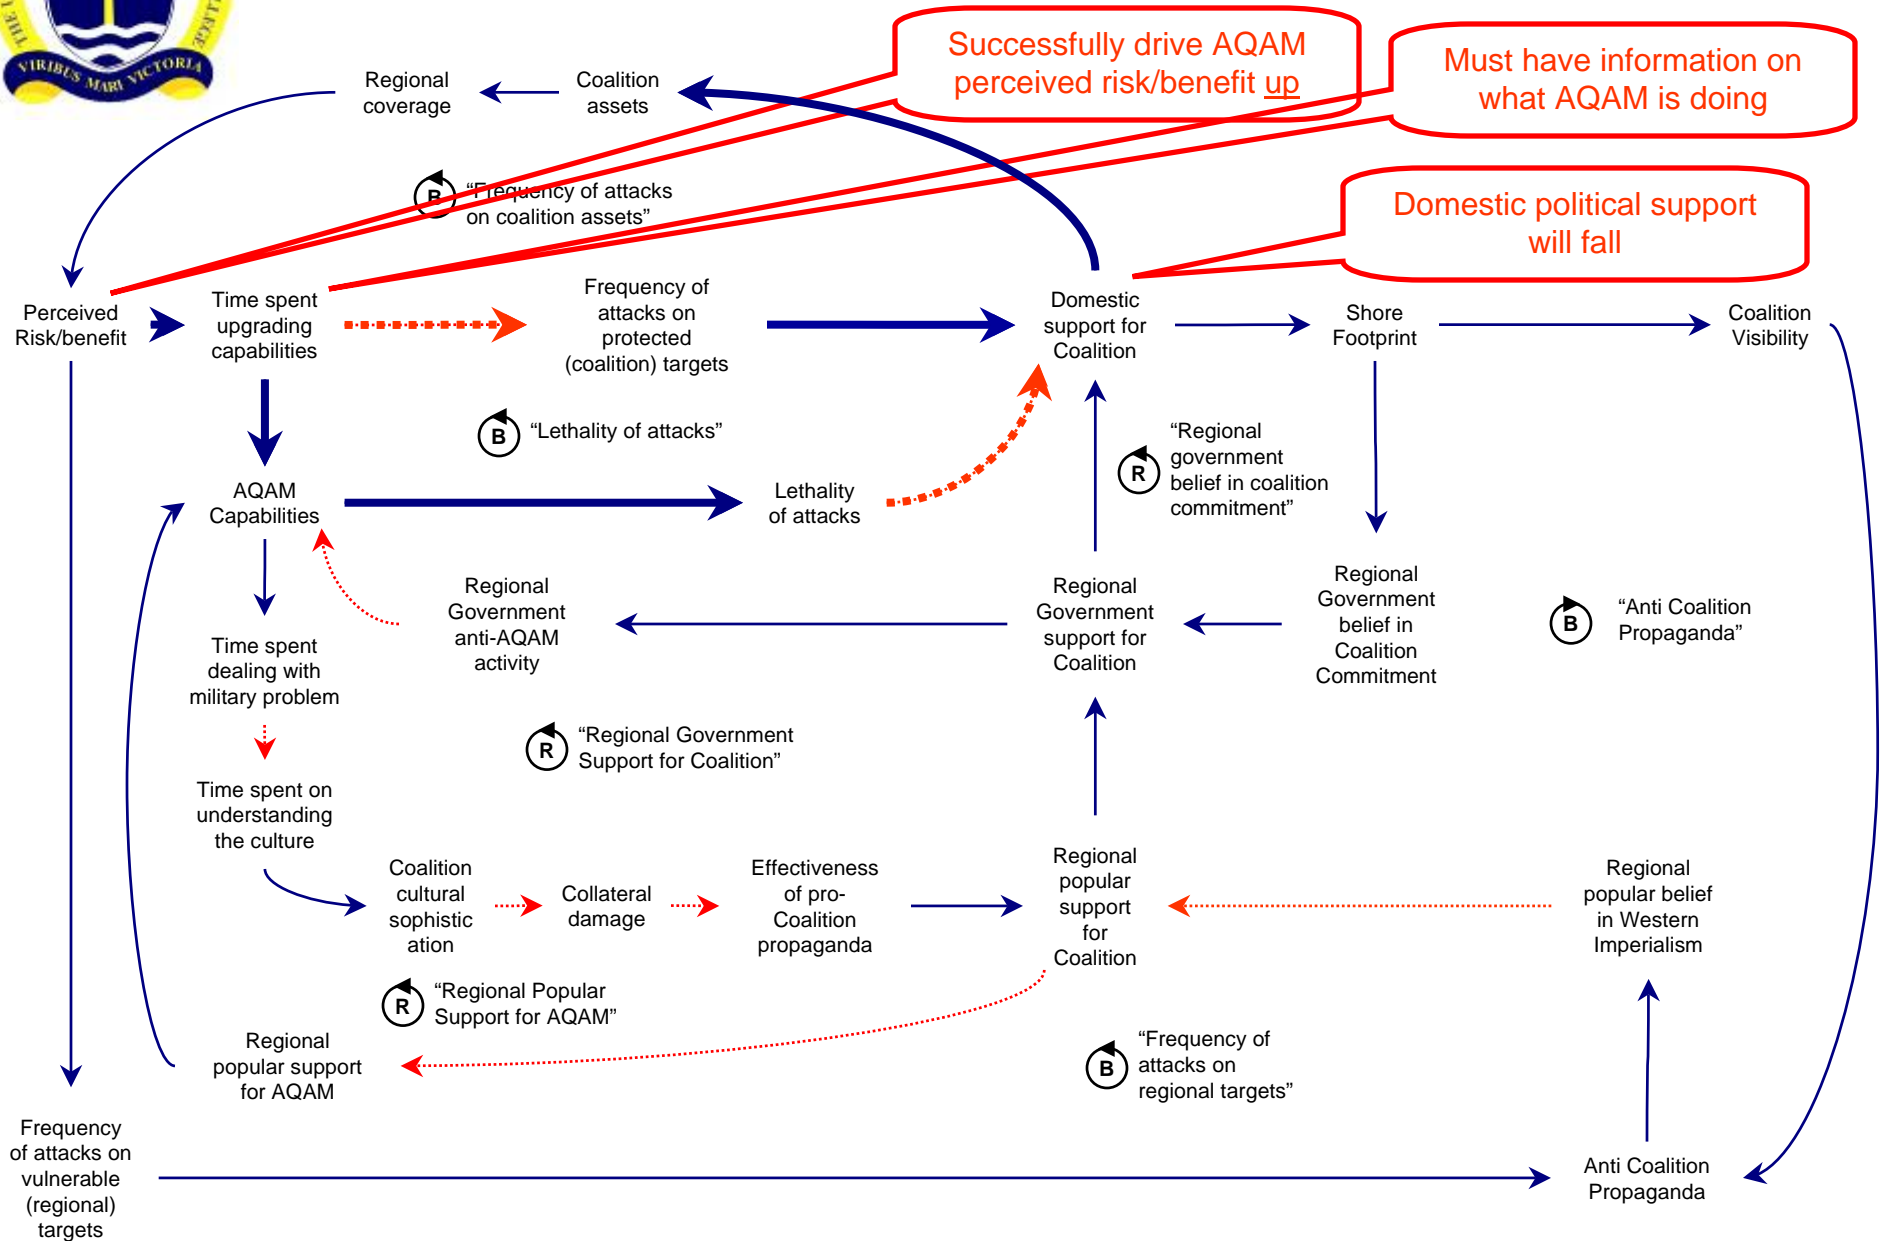 VIRIBUS MARI VICTORIA
Successfully drive AQAM
perceived risk/benefit up
Must have information on
what AQAM is doing
Regional
coverage
Coalition
assets
B
“Frequency of attacks
on coalition assets”
Domestic political support
will fall
Perceived
Risk/benefit
Time spent
upgrading
capabilities
Frequency of
attacks on
protected
(coalition) targets
Domestic
support for
Coalition
Shore
Footprint
Coalition
Visibility
B
“Lethality of attacks”
“Regional
government
belief in coalition
commitment”
R
AQAM
Capabilities
Lethality
of attacks
Regional
Government
anti-AQAM
activity
Regional
Government
support for
Coalition
Regional
Government
belief in
Coalition
Commitment
B
“Anti Coalition
Propaganda”
Time spent
dealing with
military problem
R
“Regional Government
Support for Coalition”
Time spent on
understanding
the culture
Coalition
cultural
sophistic
ation
Collateral
damage
Effectiveness
of pro-
Coalition
propaganda
Regional
popular
support
for
Coalition
Regional
popular belief
in Western
Imperialism
R
“Regional Popular
Support for AQAM”
Regional
popular support
for AQAM
B
“Frequency of
attacks on
regional targets”
Frequency
of attacks on
vulnerable
(regional)
targets
Anti Coalition
Propaganda